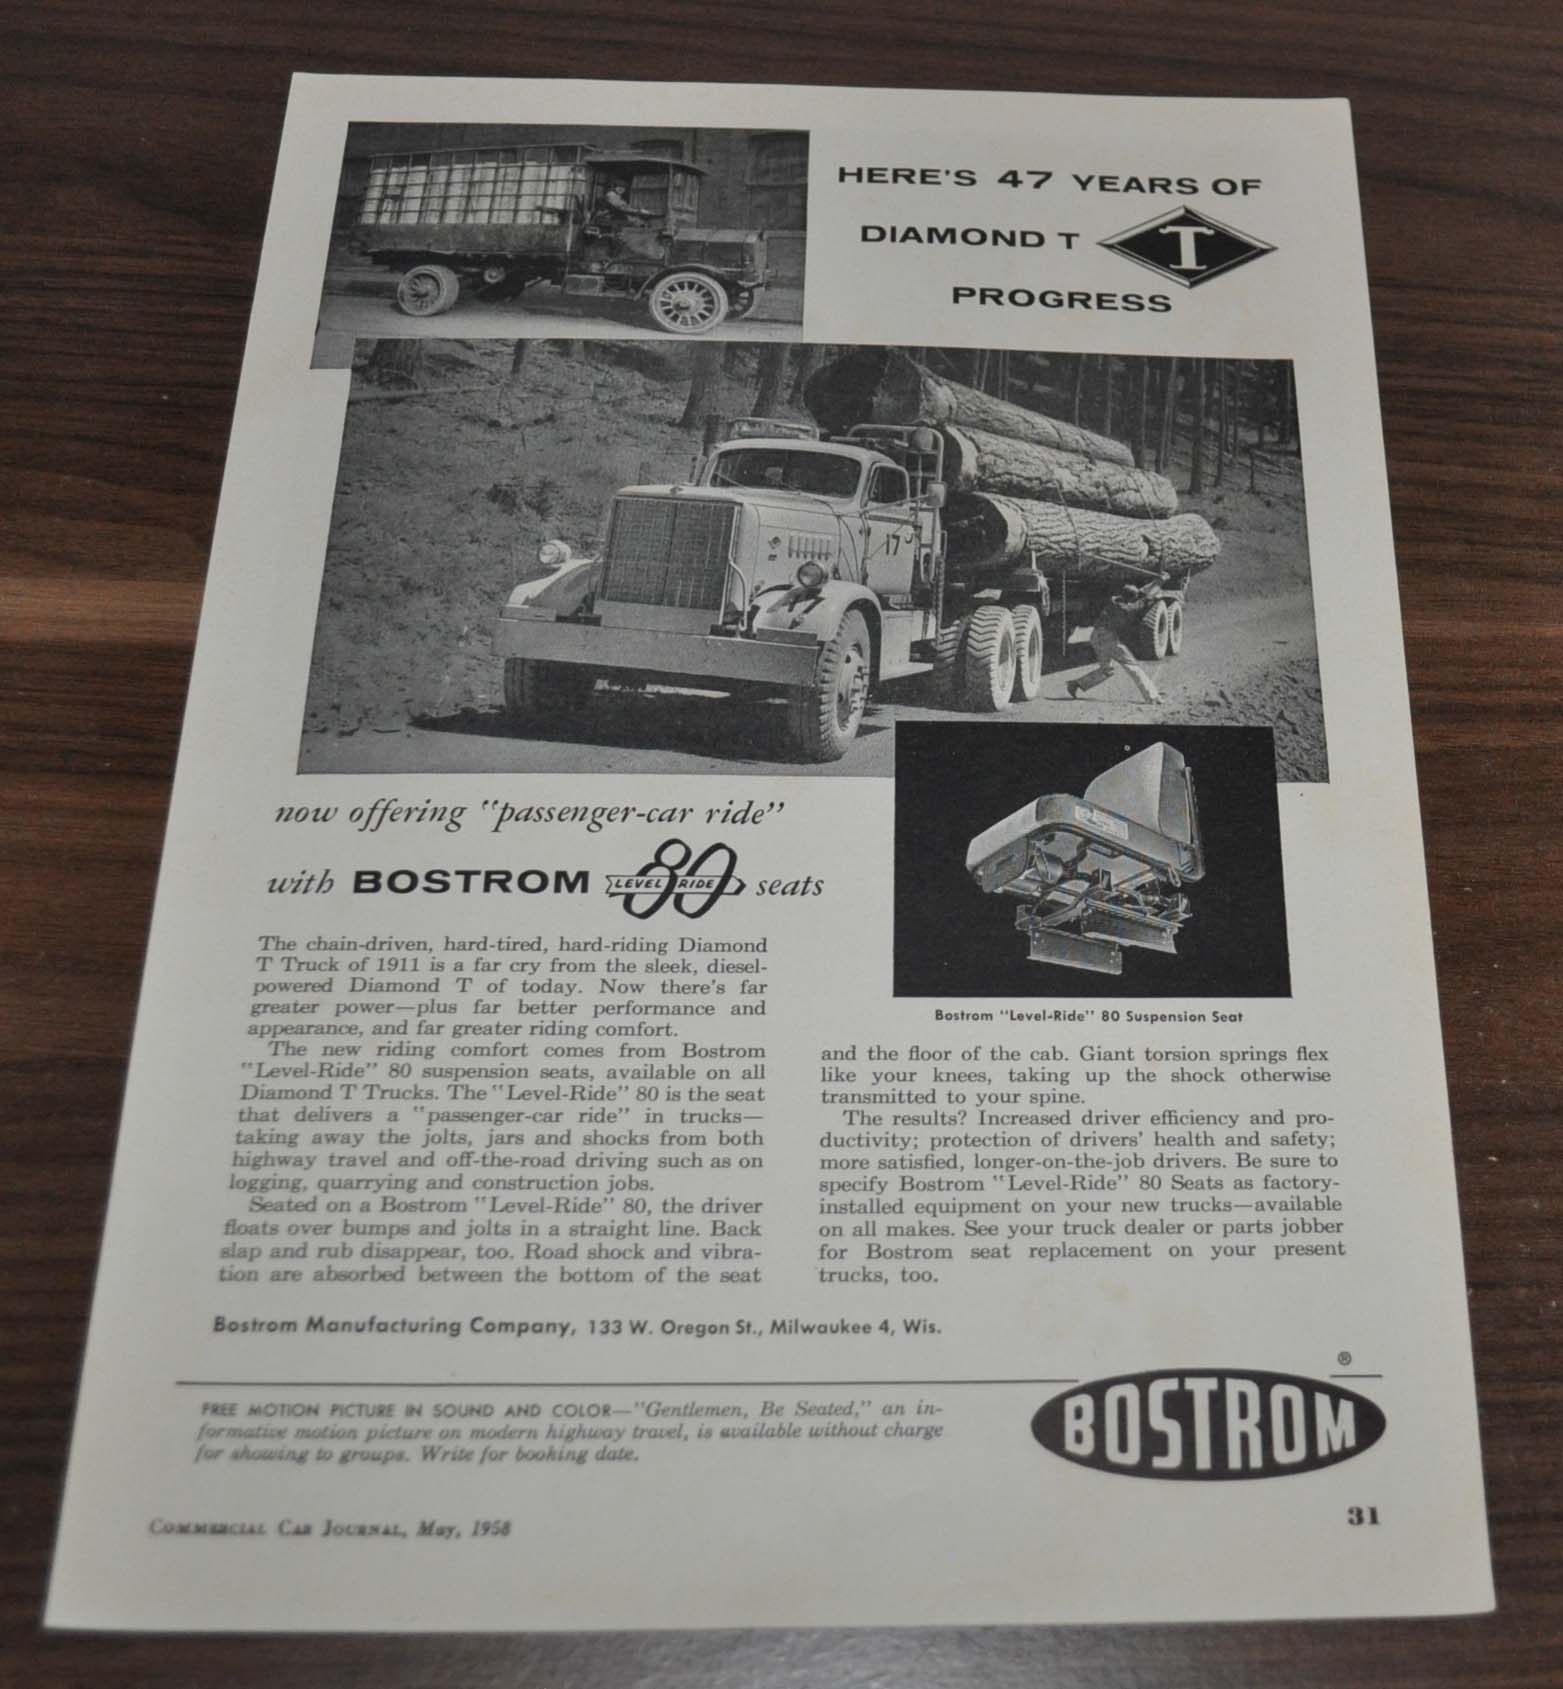 HERE'S 47 YEARS OF
DIAMOND T T
PROGRESS
17
now offering "passenger-car ride"
with BOSTROM 80 LEVEL RIDE seats
Bostrom "Level-Ride" 80 Suspension Seat
The chain-driven, hard-tired, hard-riding Diamond
T Truck of 1911 is a far cry from the sleek, diesel-
powered Diamond T of today. Now there's far
greater power—plus far better performance and
appearance, and far greater riding comfort.
The new riding comfort comes from Bostrom
"Level-Ride" 80 suspension seats, available on all
Diamond T Trucks. The "Level-Ride" 80 is the seat
that delivers a "passenger-car ride" in trucks—
taking away the jolts, jars and shocks from both
highway travel and off-the-road driving such as on
logging, quarrying and construction jobs.
Seated on a Bostrom "Level-Ride" 80, the driver
floats over bumps and jolts in a straight line. Back
slap and rub disappear, too. Road shock and vibra-
tion are absorbed between the bottom of the seat
and the floor of the cab. Giant torsion springs flex
like your knees, taking up the shock otherwise
transmitted to your spine.
The results? Increased driver efficiency and pro-
ductivity; protection of drivers' health and safety;
more satisfied, longer-on-the-job drivers. Be sure to
specify Bostrom "Level-Ride" 80 Seats as factory-
installed equipment on your new trucks—available
on all makes. See your truck dealer or parts jobber
for Bostrom seat replacement on your present
trucks, too.
Bostrom Manufacturing Company, 133 W. Oregon St., Milwaukee 4, Wis.
FREE MOTION PICTURE IN SOUND AND COLOR—"Gentlemen, Be Seated," an in-
formative motion picture on modern highway travel, is available without charge
for showing to groups. Write for booking date.
®
BOSTROM
COMMERCIAL CAR JOURNAL, May, 1958
31